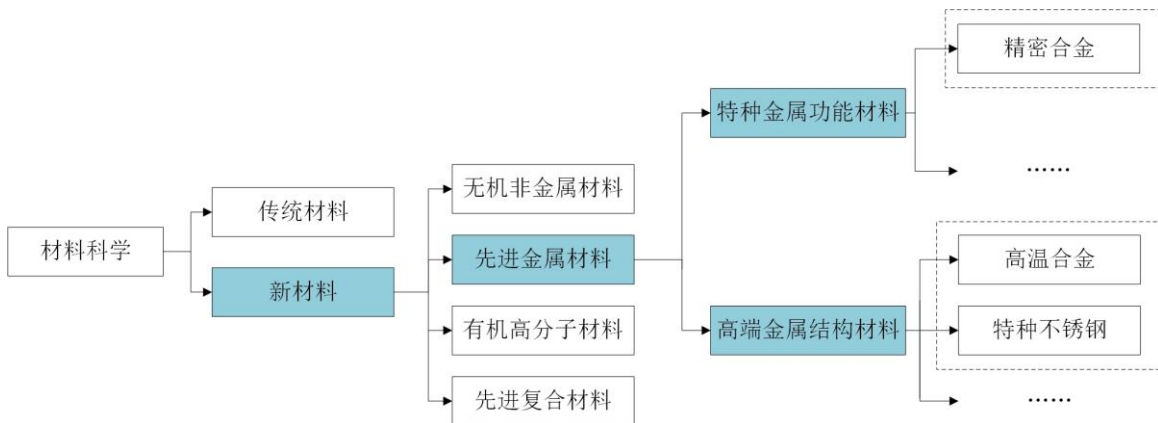 材料科学
传统材料
新材料
无机非金属材料
先进金属材料
有机高分子材料
先进复合材料
特种金属功能材料
高端金属结构材料
精密合金
······
高温合金
特种不锈钢
······